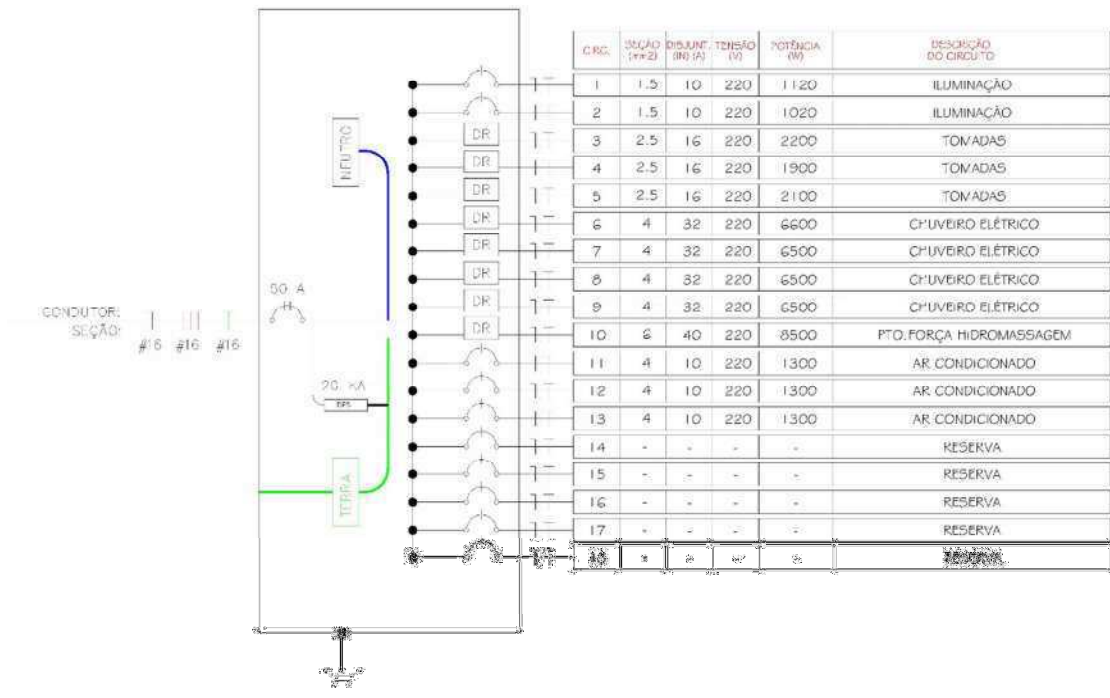 CIRC. SEÇÃO (mm2) DISJUNT. (IN) (A) TENSÃO (V) POTÊNCIA (W) DESCRIÇÃO DO CIRCUITO
1 1.5 10 220 1120 ILUMINAÇÃO
2 1.5 10 220 1020 ILUMINAÇÃO
DR 3 2.5 16 220 2200 TOMADAS
DR 4 2.5 16 220 1900 TOMADAS
DR 5 2.5 16 220 2100 TOMADAS
DR 6 4 32 220 6600 CHUVEIRO ELÉTRICO
DR 7 4 32 220 6500 CHUVEIRO ELÉTRICO
DR 8 4 32 220 6500 CHUVEIRO ELÉTRICO
DR 9 4 32 220 6500 CHUVEIRO ELÉTRICO
DR 10 6 40 220 8500 PTO.FORÇA HIDROMASSAGEM
11 4 10 220 1300 AR CONDICIONADO
12 4 10 220 1300 AR CONDICIONADO
13 4 10 220 1300 AR CONDICIONADO
14 - - - - RESERVA
15 - - - - RESERVA
16 - - - - RESERVA
17 - - - - RESERVA
NEUTRO
CONDUTOR:
SEÇÃO:
#16 #16 #16
A
20. KA
DPS
TERRA